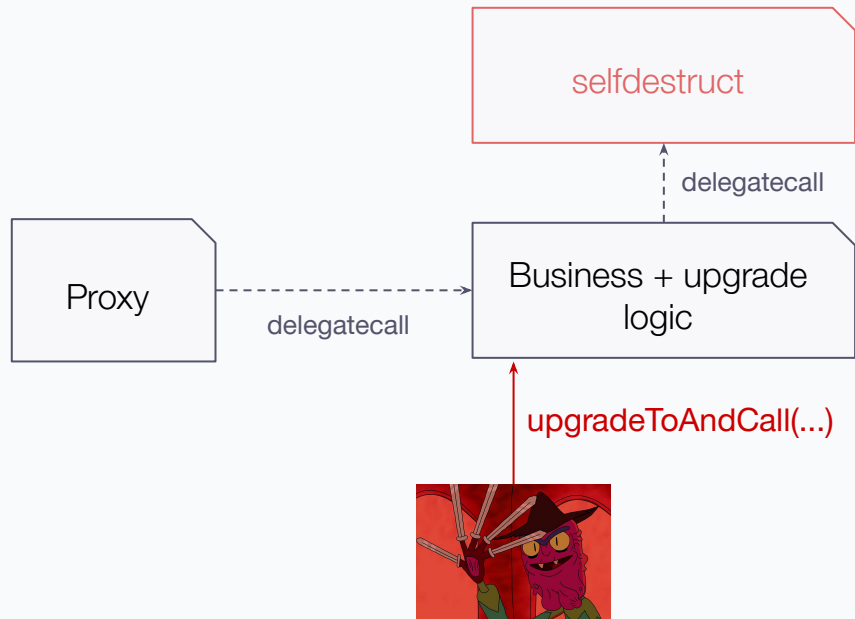 selfdestruct
delegatecall
Proxy
delegatecall
Business + upgrade
logic
upgradeToAndCall(...)